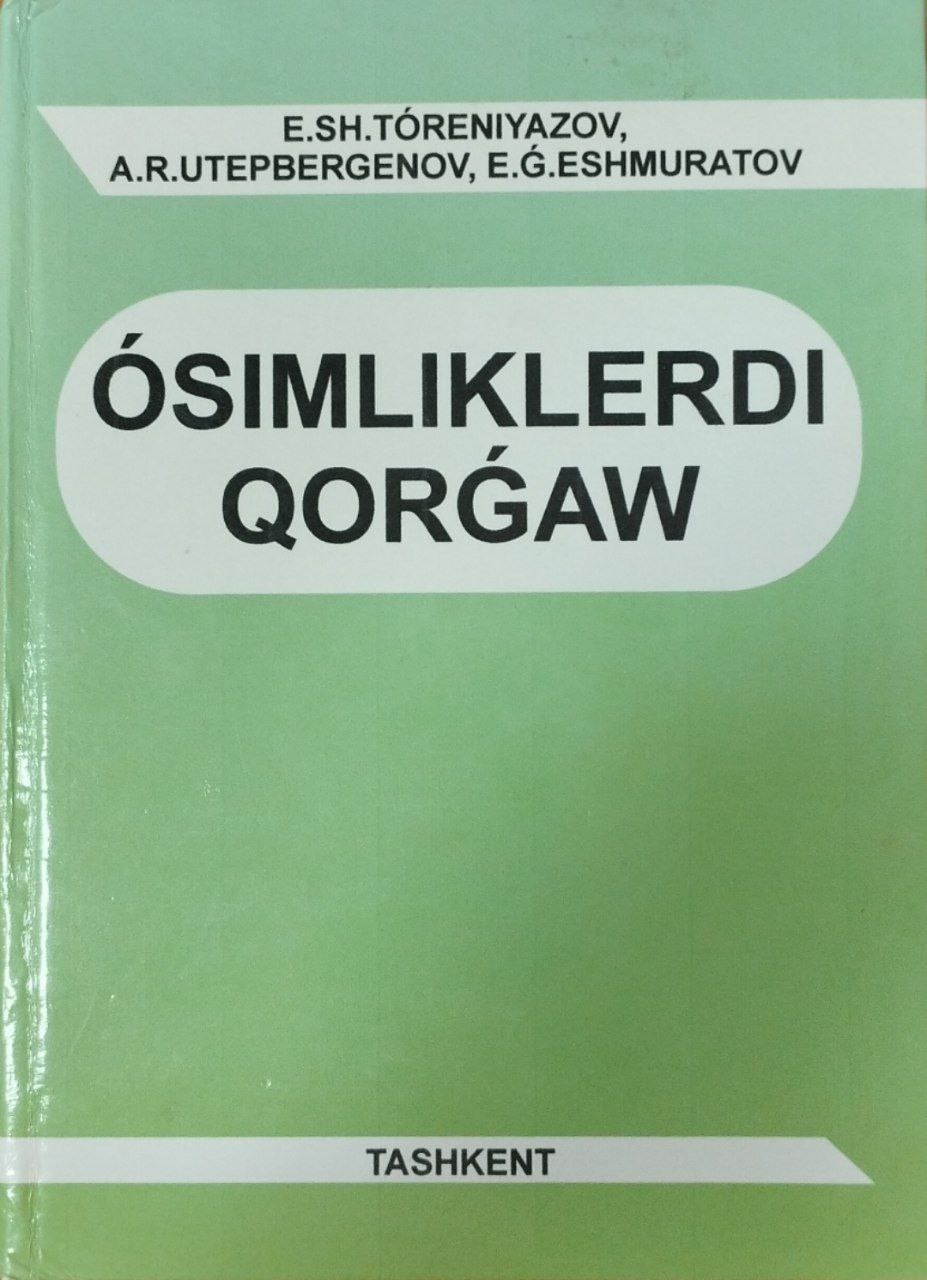 E.SH.TÓRENIYAZOV,
A.R.UTEPBERGENOV, E.Ǵ.ESHMURATOV
ÓSIMLIKLERDI
QORǴAW
TASHKENT